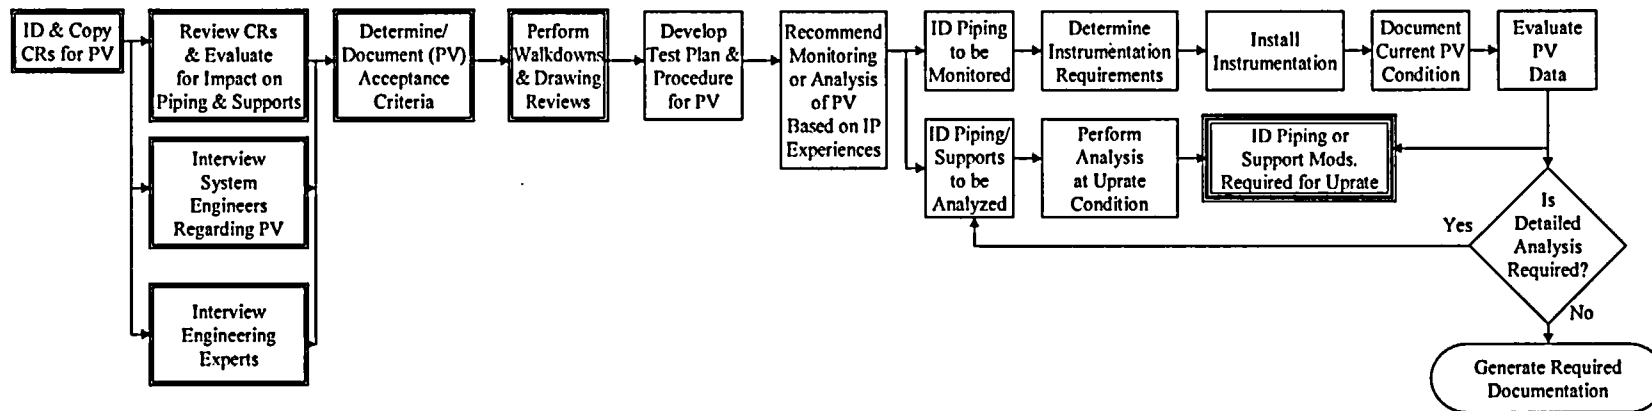 ID & Copy
CRs for PV
Review CRs
& Evaluate
for Impact on
Piping & Supports
Interview
System
Engineers
Regarding PV
Interview
Engineering
Experts
Determine/
Document (PV)
Acceptance
Criteria
Perform
Walkdowns
& Drawing
Reviews
Develop
Test Plan &
Procedure
for PV
Recommend
Monitoring
or Analysis
of PV
Based on IP
Experiences
ID Piping
to be
Monitored
Determine
Instrumentation
Requirements
Install
Instrumentation
Document
Current PV
Condition
Evaluate
PV
Data
ID Piping/
Supports
to be
Analyzed
Perform
Analysis
at Uprate
Condition
ID Piping or
Support Mods.
Required for Uprate
Is
Detailed
Analysis
Required?
Yes
No
Generate Required
Documentation